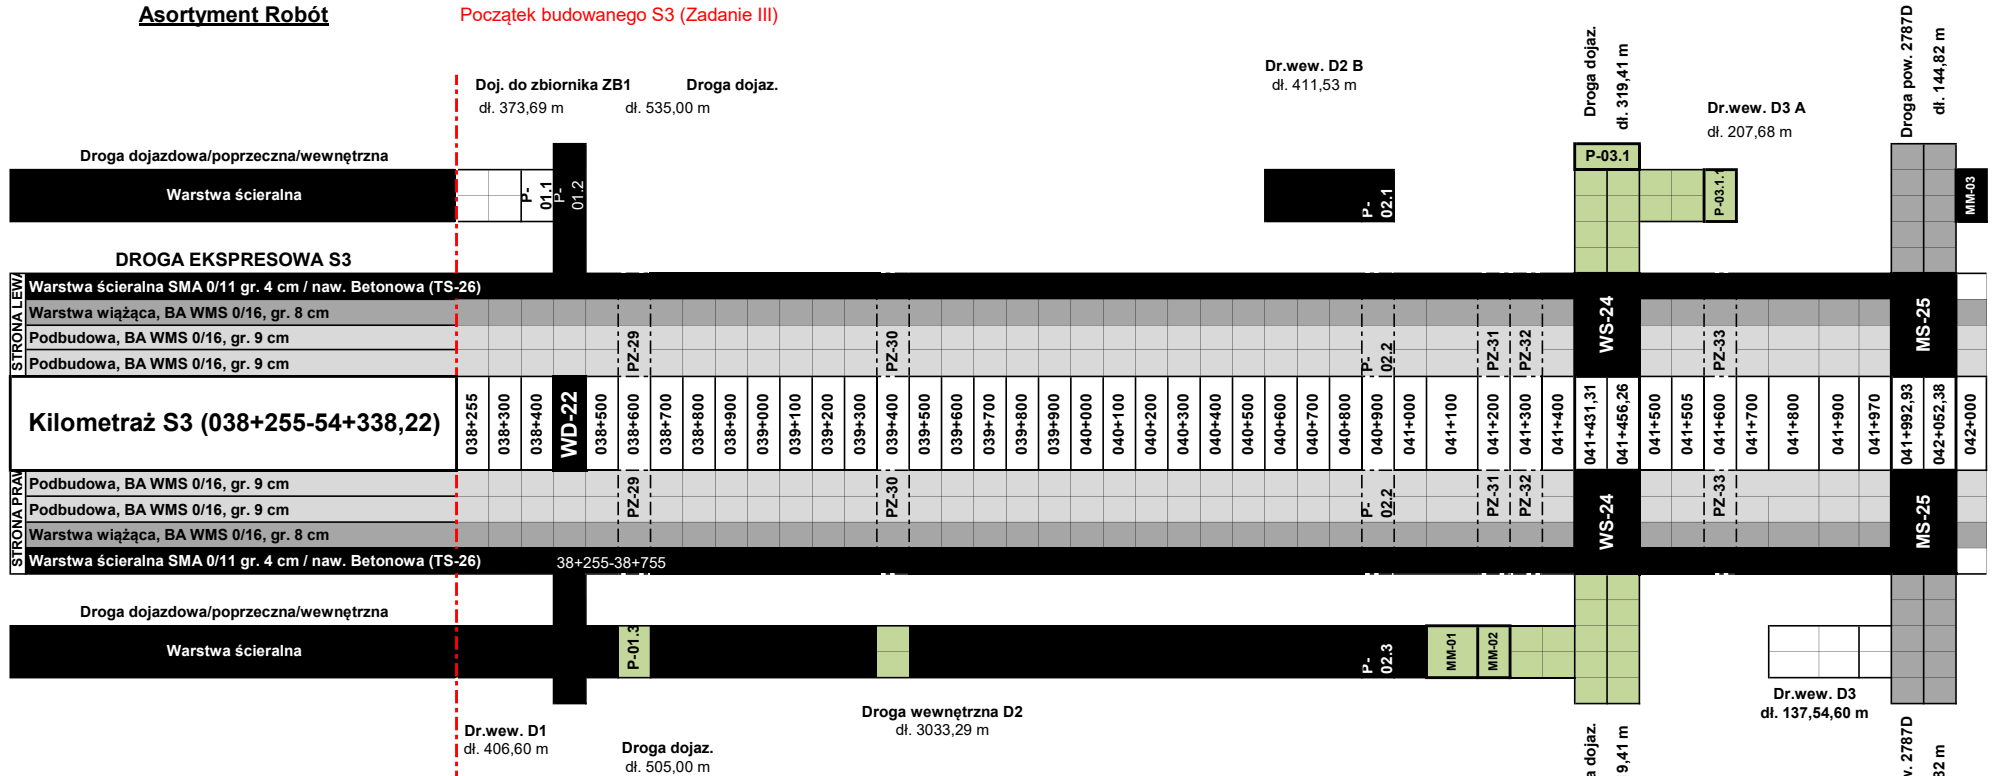 Asortyment Robót
Początek budowanego S3 (Zadanie III)
Doj. do zbiornika ZB1
dł. 373,69 m
Droga dojaz.
dł. 535,00 m
Dr.wew. D2 B
dł. 411,53 m
Droga dojaz.
dł. 319,41 m
Dr.wew. D3 A
dł. 207,68 m
Droga pow. 2787D
dł. 144,82 m
Droga dojazdowa/poprzeczna/wewnętrzna
Warstwa ścieralna
P-01.1
P-01.2
P-02.1
P-03.1
P-03.1.1
MM-03
DROGA EKSPRESOWA S3
STRONA LEWA
Warstwa ścieralna SMA 0/11 gr. 4 cm / naw. Betonowa (TS-26)
Warstwa wiążąca, BA WMS 0/16, gr. 8 cm
Podbudowa, BA WMS 0/16, gr. 9 cm
Podbudowa, BA WMS 0/16, gr. 9 cm
PZ-29
PZ-30
P-02.2
PZ-31
PZ-32
WS-24
PZ-33
MS-25
Kilometraż S3 (038+255-54+338,22)
038+255
038+300
038+400
WD-22
038+500
038+600
038+700
038+800
038+900
039+000
039+100
039+200
039+300
039+400
039+500
039+600
039+700
039+800
039+900
040+000
040+100
040+200
040+300
040+400
040+500
040+600
040+700
040+800
040+900
041+000
041+100
041+200
041+300
041+400
041+431,31
041+456,26
041+500
041+505
041+600
041+700
041+800
041+900
041+970
041+992,93
042+052,38
042+000
STRONA PRAW
Podbudowa, BA WMS 0/16, gr. 9 cm
Podbudowa, BA WMS 0/16, gr. 9 cm
Warstwa wiążąca, BA WMS 0/16, gr. 8 cm
Warstwa ścieralna SMA 0/11 gr. 4 cm / naw. Betonowa (TS-26)
PZ-29
PZ-30
P-02.2
PZ-31
PZ-32
WS-24
PZ-33
MS-25
38+255-38+755
Droga dojazdowa/poprzeczna/wewnętrzna
Warstwa ścieralna
P-01.3
P-02.3
MM-01
MM-02
Dr.wew. D1
dł. 406,60 m
Droga dojaz.
dł. 505,00 m
Droga wewnętrzna D2
dł. 3033,29 m
a dojaz.
9,41 m
Dr.wew. D3
dł. 137,54,60 m
w. 2787D
82 m